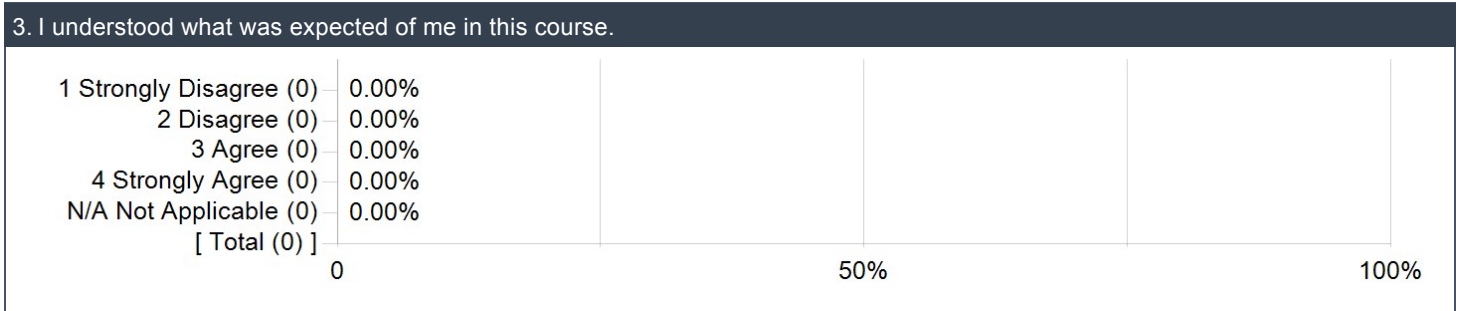 3. I understood what was expected of me in this course.
1 Strongly Disagree (0) 0.00%
2 Disagree (0) 0.00%
3 Agree (0) 0.00%
4 Strongly Agree (0) 0.00%
N/A Not Applicable (0) 0.00%
[ Total (0) ]
0 50% 100%